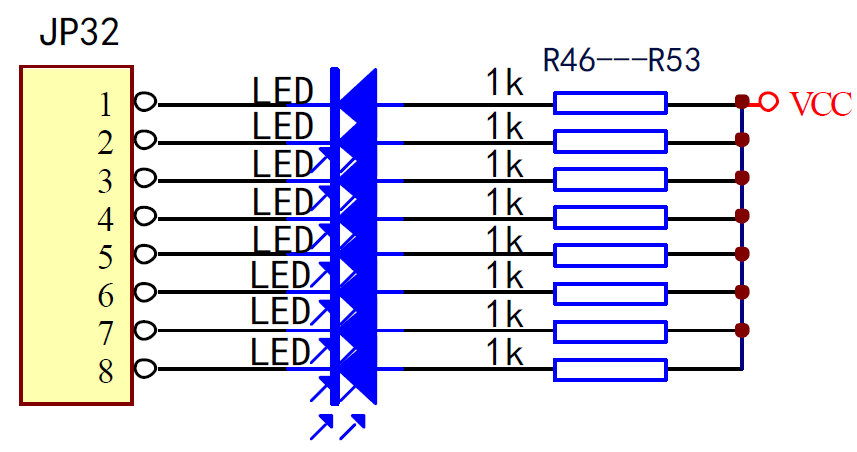 JP32
R46---R53
1 LED 1k VCC
2 LED 1k
3 LED 1k
4 LED 1k
5 LED 1k
6 LED 1k
7 LED 1k
8 LED 1k